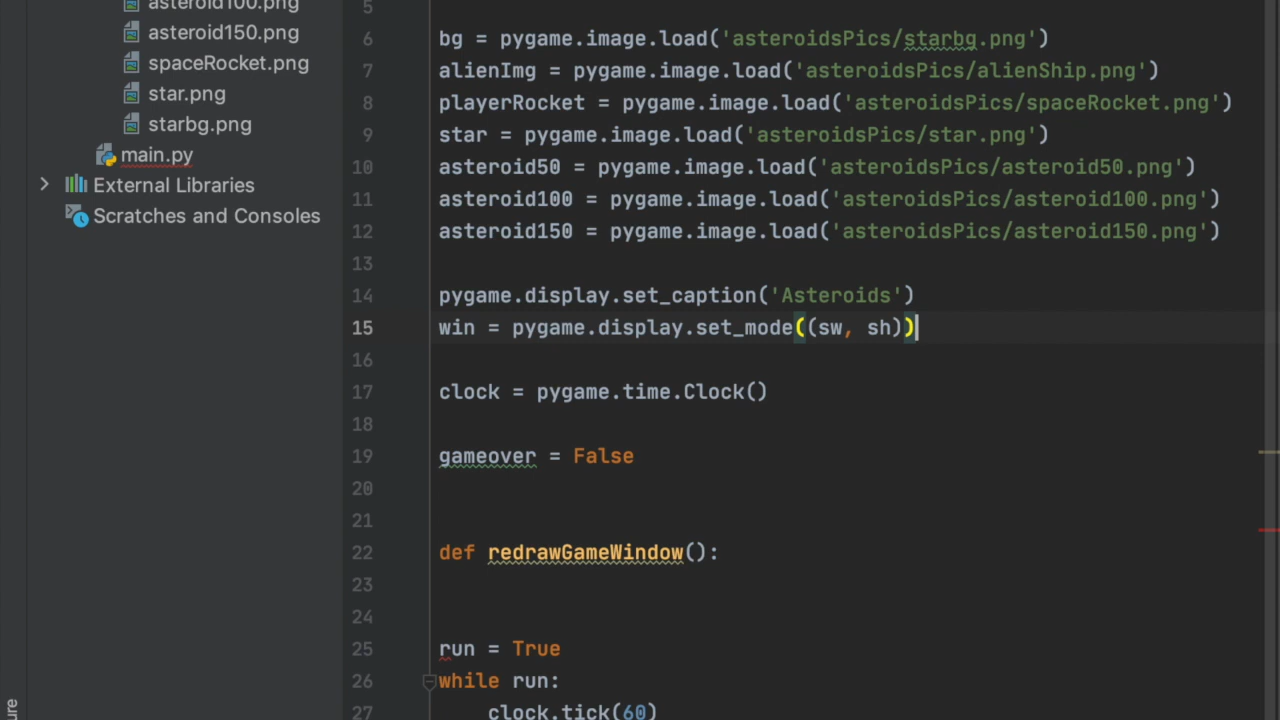 asteroid100.png
asteroid150.png
spaceRocket.png
star.png
starbg.png
main.py
External Libraries
Scratches and Consoles
ure
5
6 bg = pygame.image.load('asteroidsPics/starbg.png')
7 alienImg = pygame.image.load('asteroidsPics/alienShip.png')
8 playerRocket = pygame.image.load('asteroidsPics/spaceRocket.png')
9 star = pygame.image.load('asteroidsPics/star.png')
10 asteroid50 = pygame.image.load('asteroidsPics/asteroid50.png')
11 asteroid100 = pygame.image.load('asteroidsPics/asteroid100.png')
12 asteroid150 = pygame.image.load('asteroidsPics/asteroid150.png')
13
14 pygame.display.set_caption('Asteroids')
15 win = pygame.display.set_mode((sw, sh))
16
17 clock = pygame.time.Clock()
18
19 gameover = False
20
21
22 def redrawGameWindow():
23
24
25 run = True
26 while run:
27 clock.tick(60)